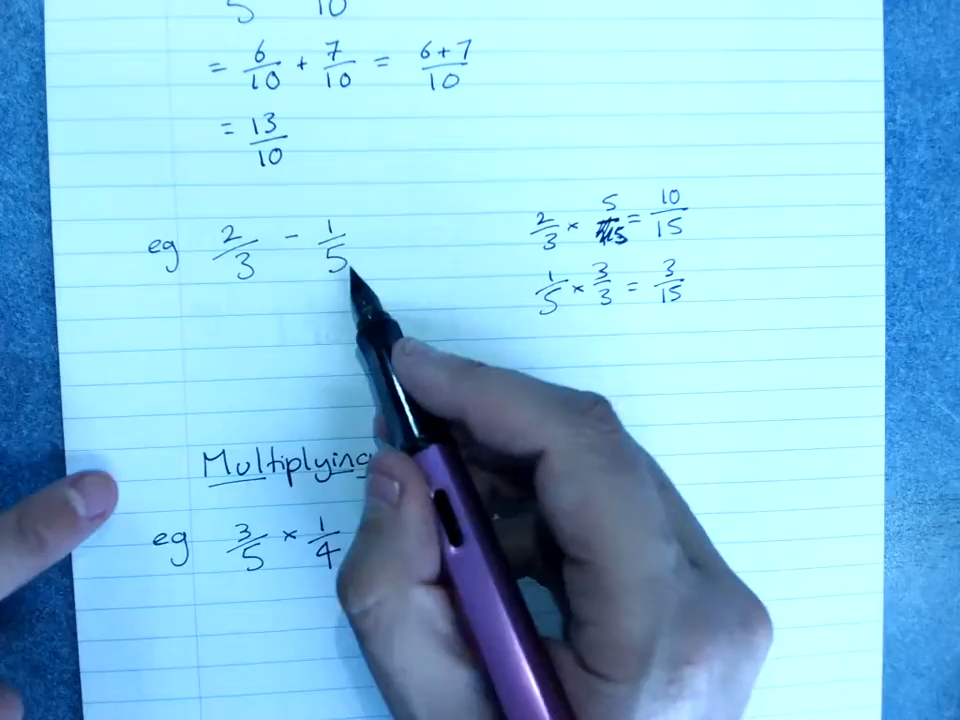 5 10
= 6/10 + 7/10 = 6+7/10
= 13/10
eg 2/3 - 1/5
2/3 × 5/15 = 10/15
1/5 × 3/3 = 3/15
Multiplying
eg 3/5 × 1/4